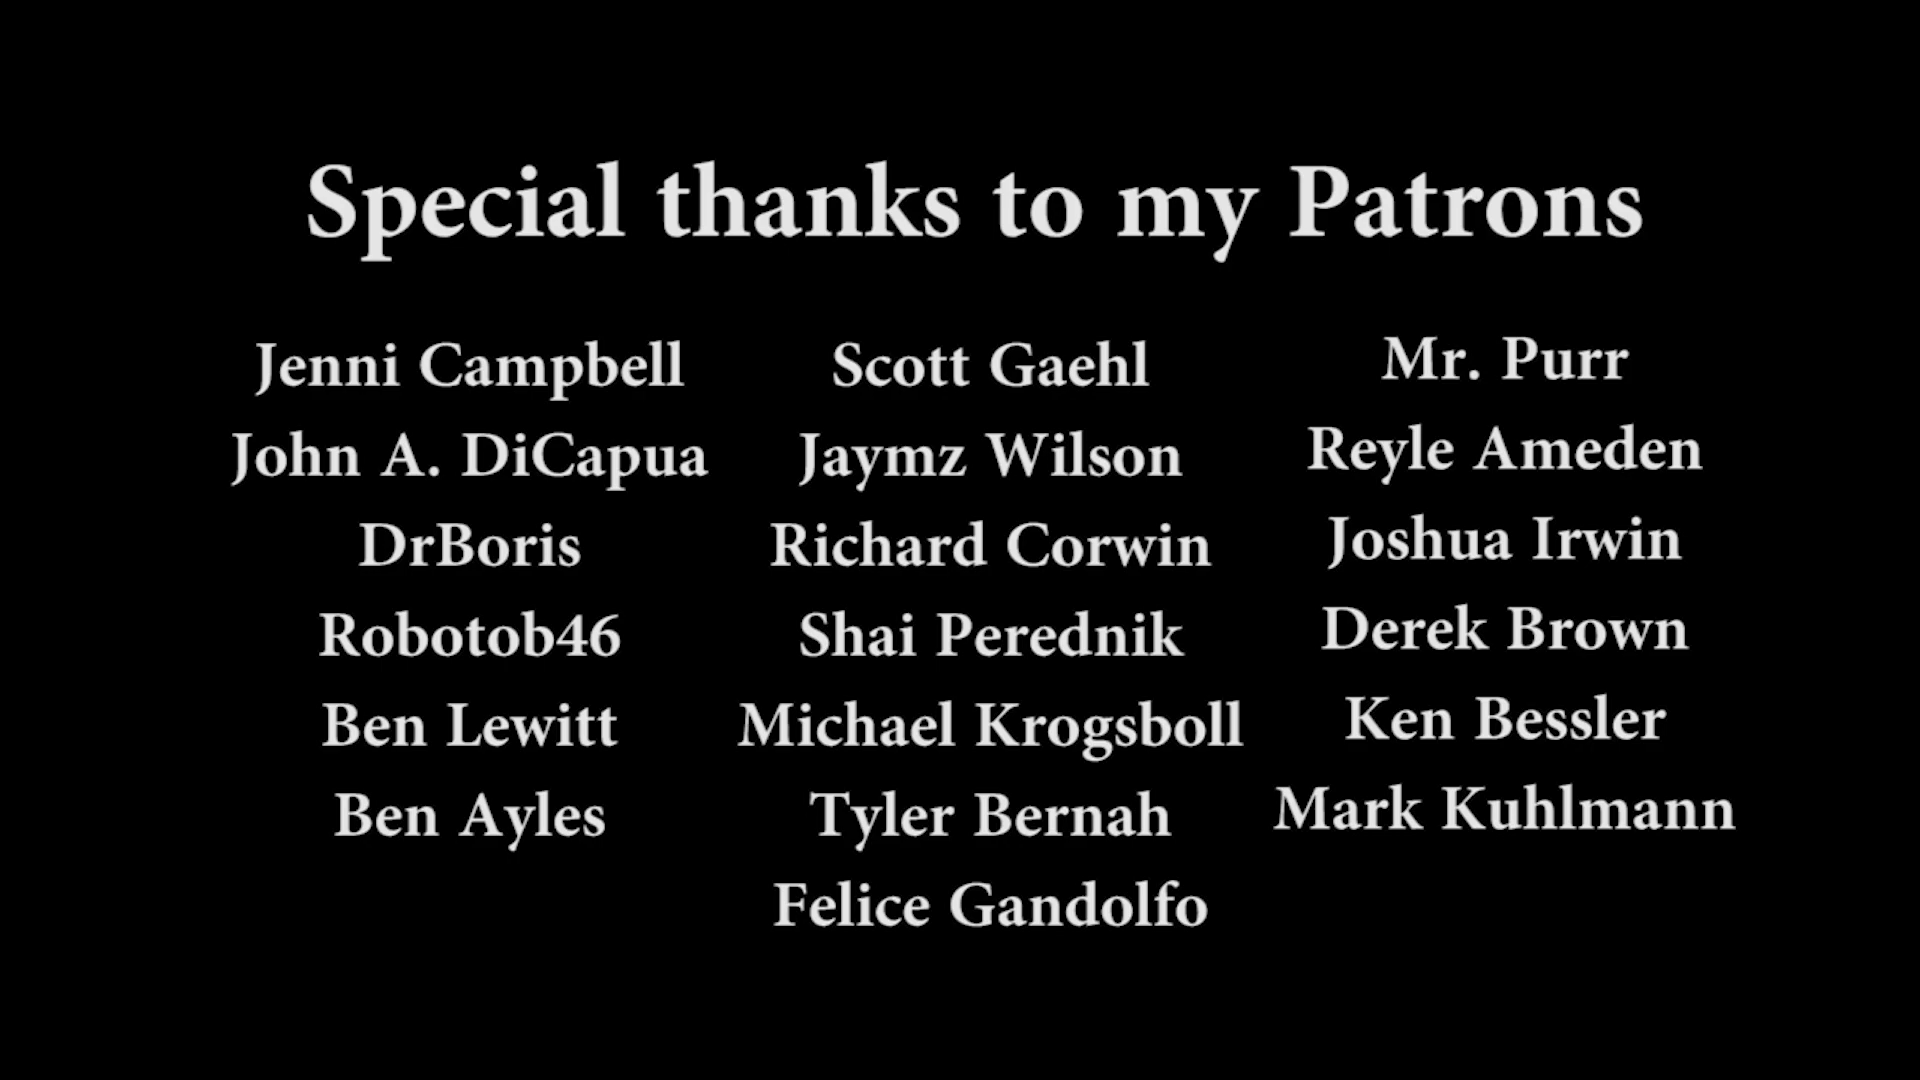 Special thanks to my Patrons
Jenni Campbell
John A. DiCapua
DrBoris
Robotob46
Ben Lewitt
Ben Ayles
Scott Gaehl
Jaymz Wilson
Richard Corwin
Shai Perednik
Michael Krogsboll
Tyler Bernah
Felice Gandolfo
Mr. Purr
Reyle Ameden
Joshua Irwin
Derek Brown
Ken Bessler
Mark Kuhlmann